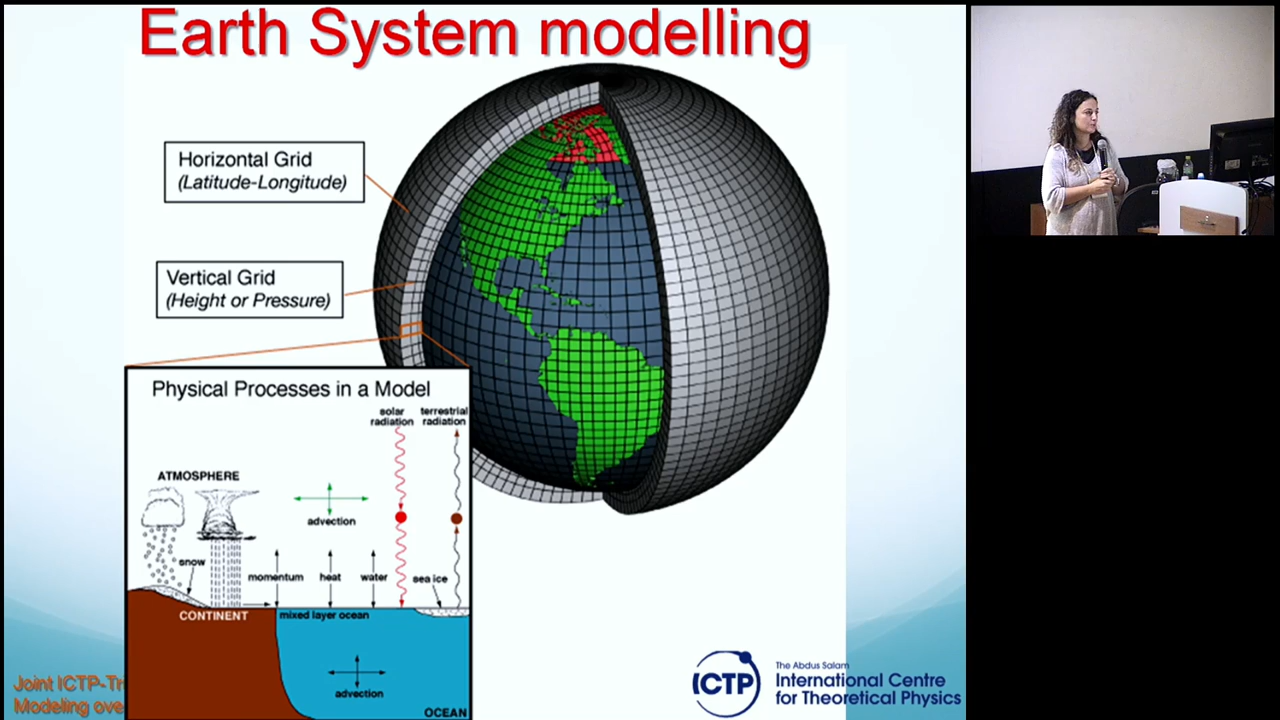 Earth System modelling
Horizontal Grid
(Latitude-Longitude)
Vertical Grid
(Height or Pressure)
Physical Processes in a Model
solar
radiation
terrestrial
radiation
ATMOSPHERE
advection
snow
momentum
heat
water
sea ice
CONTINENT
mixed layer ocean
advection
OCEAN
Joint ICTP-Tri
Modeling ove
ICTP
The Abdus Salam
International Centre
for Theoretical Physics